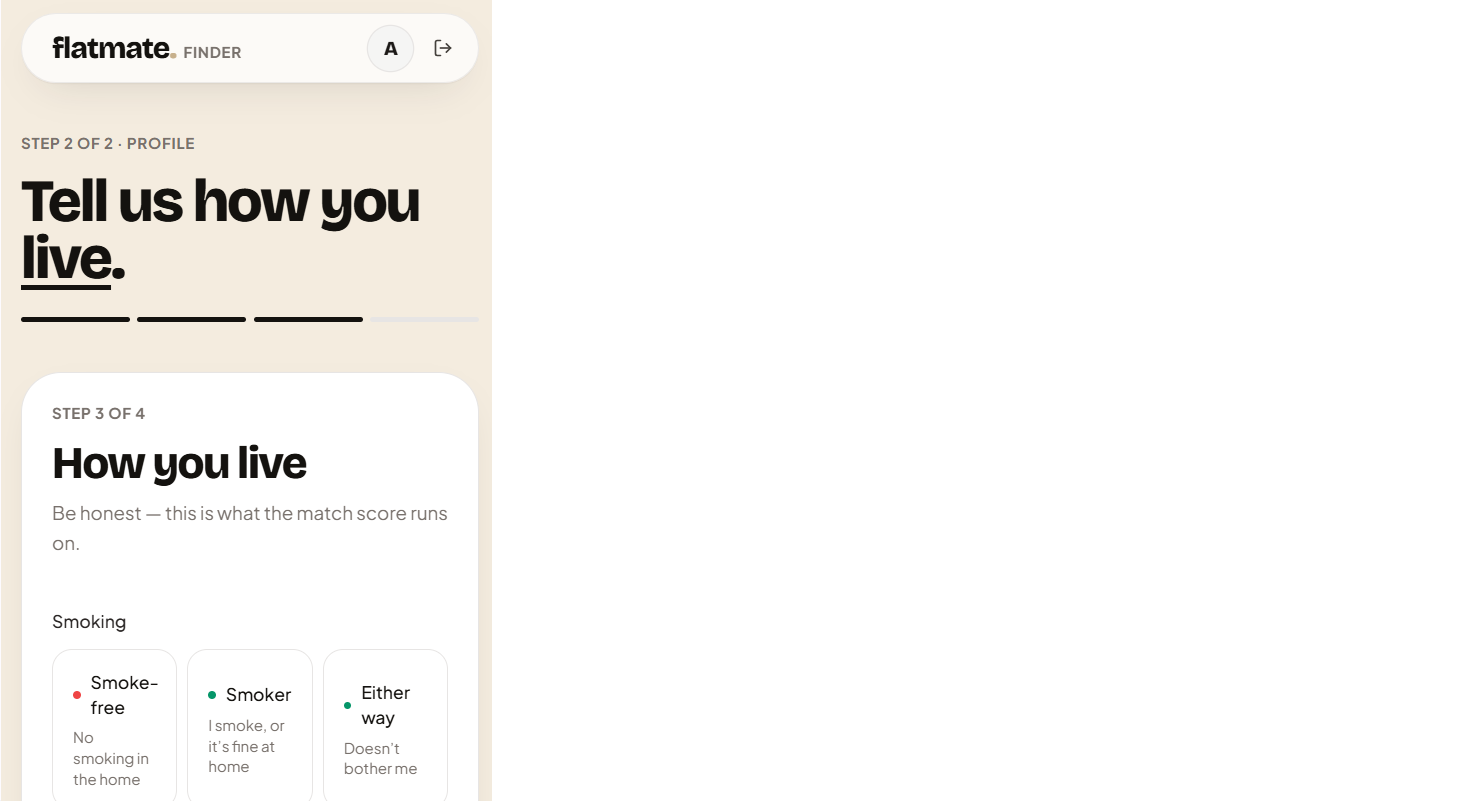 flatmate. FINDER
A
STEP 2 OF 2 · PROFILE
Tell us how you
live.
STEP 3 OF 4
How you live
Be honest — this is what the match score runs
on.
Smoking
Smoke-
free
No
smoking in
the home
Smoker
I smoke, or
it's fine at
home
Either
way
Doesn't
bother me